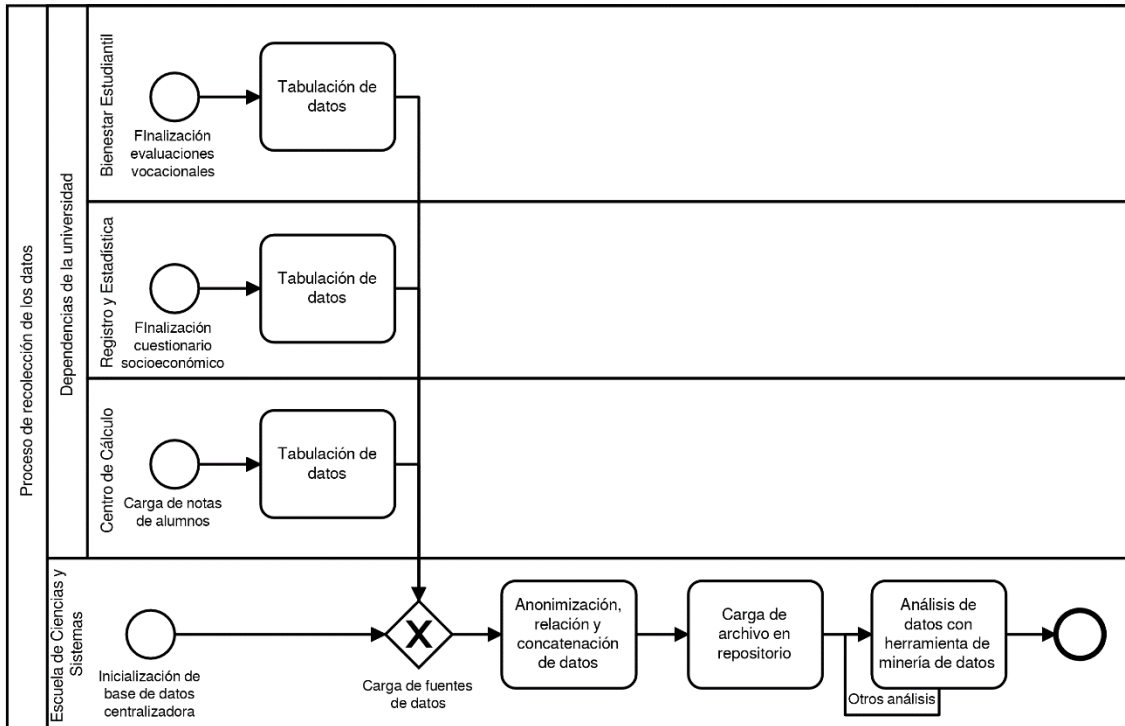 Proceso de recolección de los datos
Dependencias de la universidad
Bienestar Estudiantil
FInalización
evaluaciones
vocacionales
Tabulación de
datos
Registro y Estadística
FInalización
cuestionario
socioeconómico
Tabulación de
datos
Centro de Cálculo
Carga de notas
de alumnos
Tabulación de
datos
Escuela de Ciencias y
Sistemas
Inicialización de
base de datos
centralizadora
X
Carga de fuentes
de datos
Anonimización,
relación y
concatenación
de datos
Carga de
archivo en
repositorio
Análisis de
datos con
herramienta de
minería de datos
Otros análisis